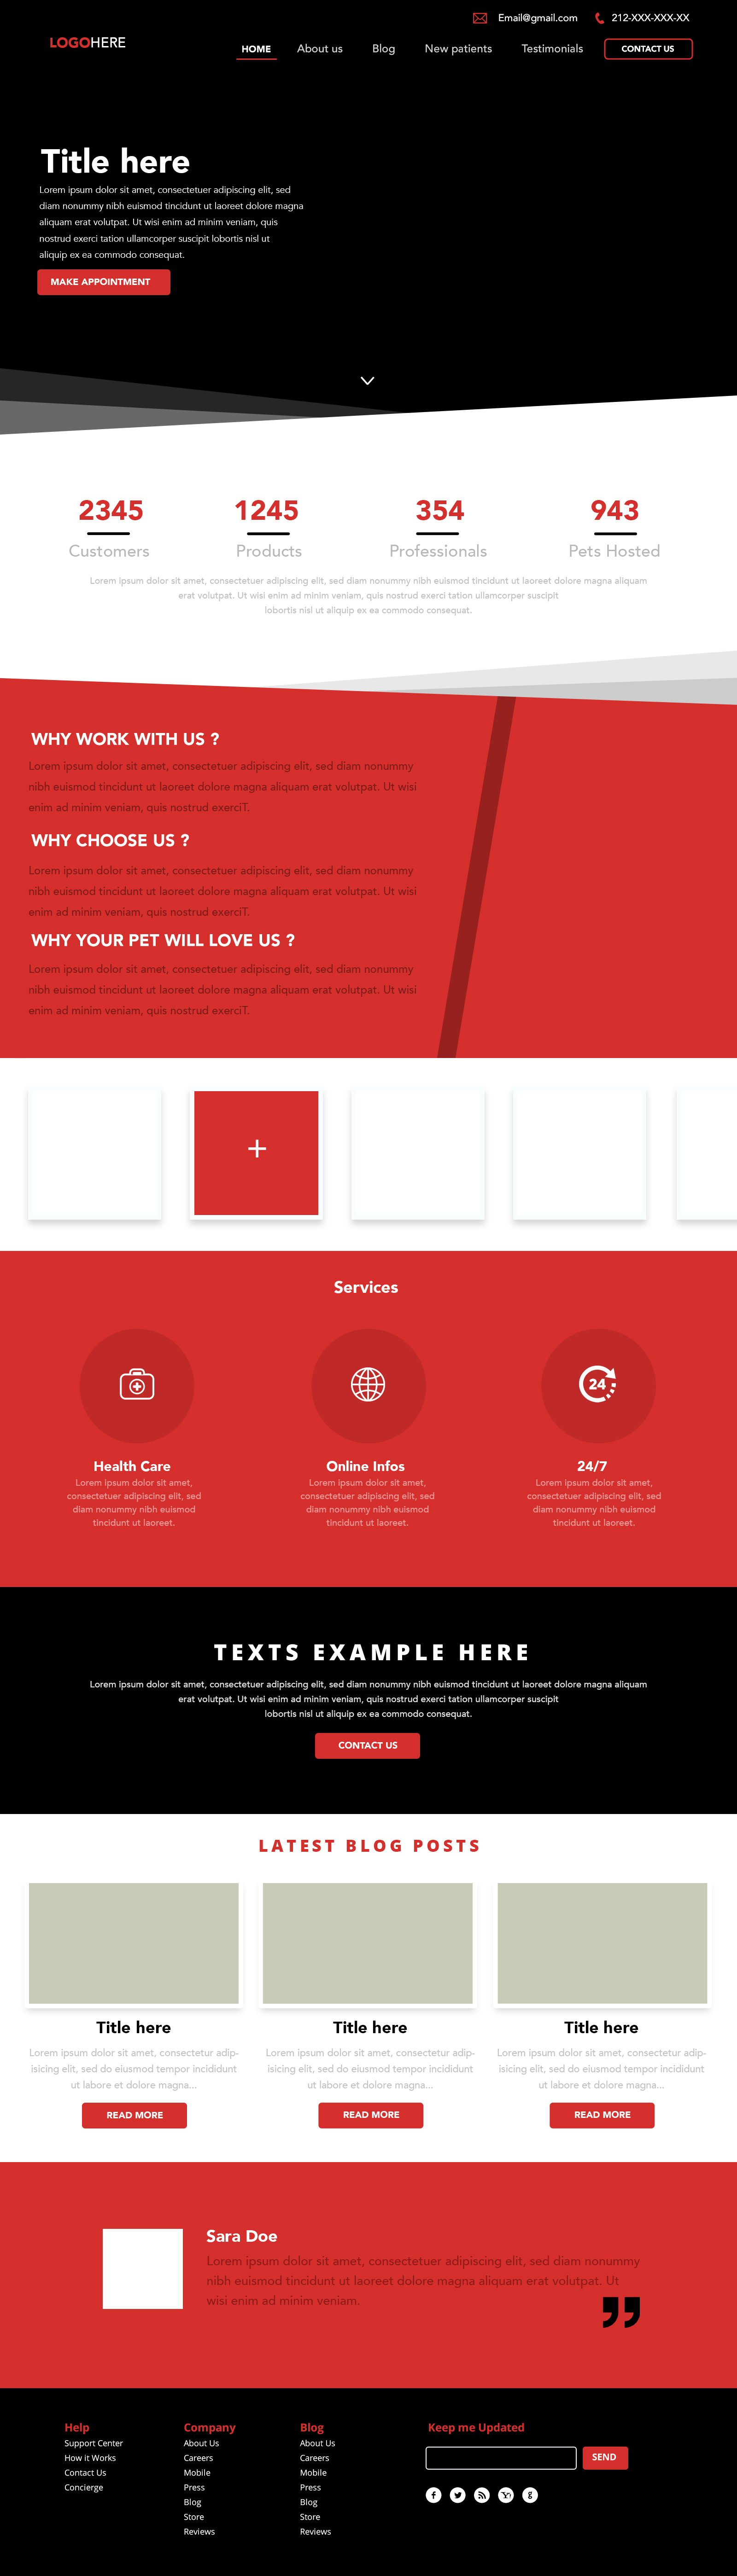 Email@gmail.com 212-XXX-XXX-XX
LOGOHERE
HOME About us Blog New patients Testimonials CONTACT US
Title here
Lorem ipsum dolor sit amet, consectetuer adipiscing elit, sed
diam nonummy nibh euismod tincidunt ut laoreet dolore magna
aliquam erat volutpat. Ut wisi enim ad minim veniam, quis
nostrud exerci tation ullamcorper suscipit lobortis nisl ut
aliquip ex ea commodo consequat.
MAKE APPOINTMENT
2345 1245 354 943
Customers Products Professionals Pets Hosted
Lorem ipsum dolor sit amet, consectetuer adipiscing elit, sed diam nonummy nibh euismod tincidunt ut laoreet dolore magna aliquam
erat volutpat. Ut wisi enim ad minim veniam, quis nostrud exerci tation ullamcorper suscipit
lobortis nisl ut aliquip ex ea commodo consequat.
WHY WORK WITH US ?
Lorem ipsum dolor sit amet, consectetuer adipiscing elit, sed diam nonummy
nibh euismod tincidunt ut laoreet dolore magna aliquam erat volutpat. Ut wisi
enim ad minim veniam, quis nostrud exerciT.
WHY CHOOSE US ?
Lorem ipsum dolor sit amet, consectetuer adipiscing elit, sed diam nonummy
nibh euismod tincidunt ut laoreet dolore magna aliquam erat volutpat. Ut wisi
enim ad minim veniam, quis nostrud exerciT.
WHY YOUR PET WILL LOVE US ?
Lorem ipsum dolor sit amet, consectetuer adipiscing elit, sed diam nonummy
nibh euismod tincidunt ut laoreet dolore magna aliquam erat volutpat. Ut wisi
enim ad minim veniam, quis nostrud exerciT.
Services
24
Health Care
Lorem ipsum dolor sit amet,
consectetuer adipiscing elit, sed
diam nonummy nibh euismod
tincidunt ut laoreet.
Online Infos
Lorem ipsum dolor sit amet,
consectetuer adipiscing elit, sed
diam nonummy nibh euismod
tincidunt ut laoreet.
24/7
Lorem ipsum dolor sit amet,
consectetuer adipiscing elit, sed
diam nonummy nibh euismod
tincidunt ut laoreet.
TEXTS EXAMPLE HERE
Lorem ipsum dolor sit amet, consectetuer adipiscing elit, sed diam nonummy nibh euismod tincidunt ut laoreet dolore magna aliquam
erat volutpat. Ut wisi enim ad minim veniam, quis nostrud exerci tation ullamcorper suscipit
lobortis nisl ut aliquip ex ea commodo consequat.
CONTACT US
LATEST BLOG POSTS
Title here
Lorem ipsum dolor sit amet, consectetur adip-
isicing elit, sed do eiusmod tempor incididunt
ut labore et dolore magna...
READ MORE
Title here
Lorem ipsum dolor sit amet, consectetur adip-
isicing elit, sed do eiusmod tempor incididunt
ut labore et dolore magna...
READ MORE
Title here
Lorem ipsum dolor sit amet, consectetur adip-
isicing elit, sed do eiusmod tempor incididunt
ut labore et dolore magna...
READ MORE
Sara Doe
Lorem ipsum dolor sit amet, consectetuer adipiscing elit, sed diam nonummy
nibh euismod tincidunt ut laoreet dolore magna aliquam erat volutpat. Ut
wisi enim ad minim veniam.
Help
Support Center
How it Works
Contact Us
Concierge
Company
About Us
Careers
Mobile
Press
Blog
Store
Reviews
Blog
About Us
Careers
Mobile
Press
Blog
Store
Reviews
Keep me Updated
SEND